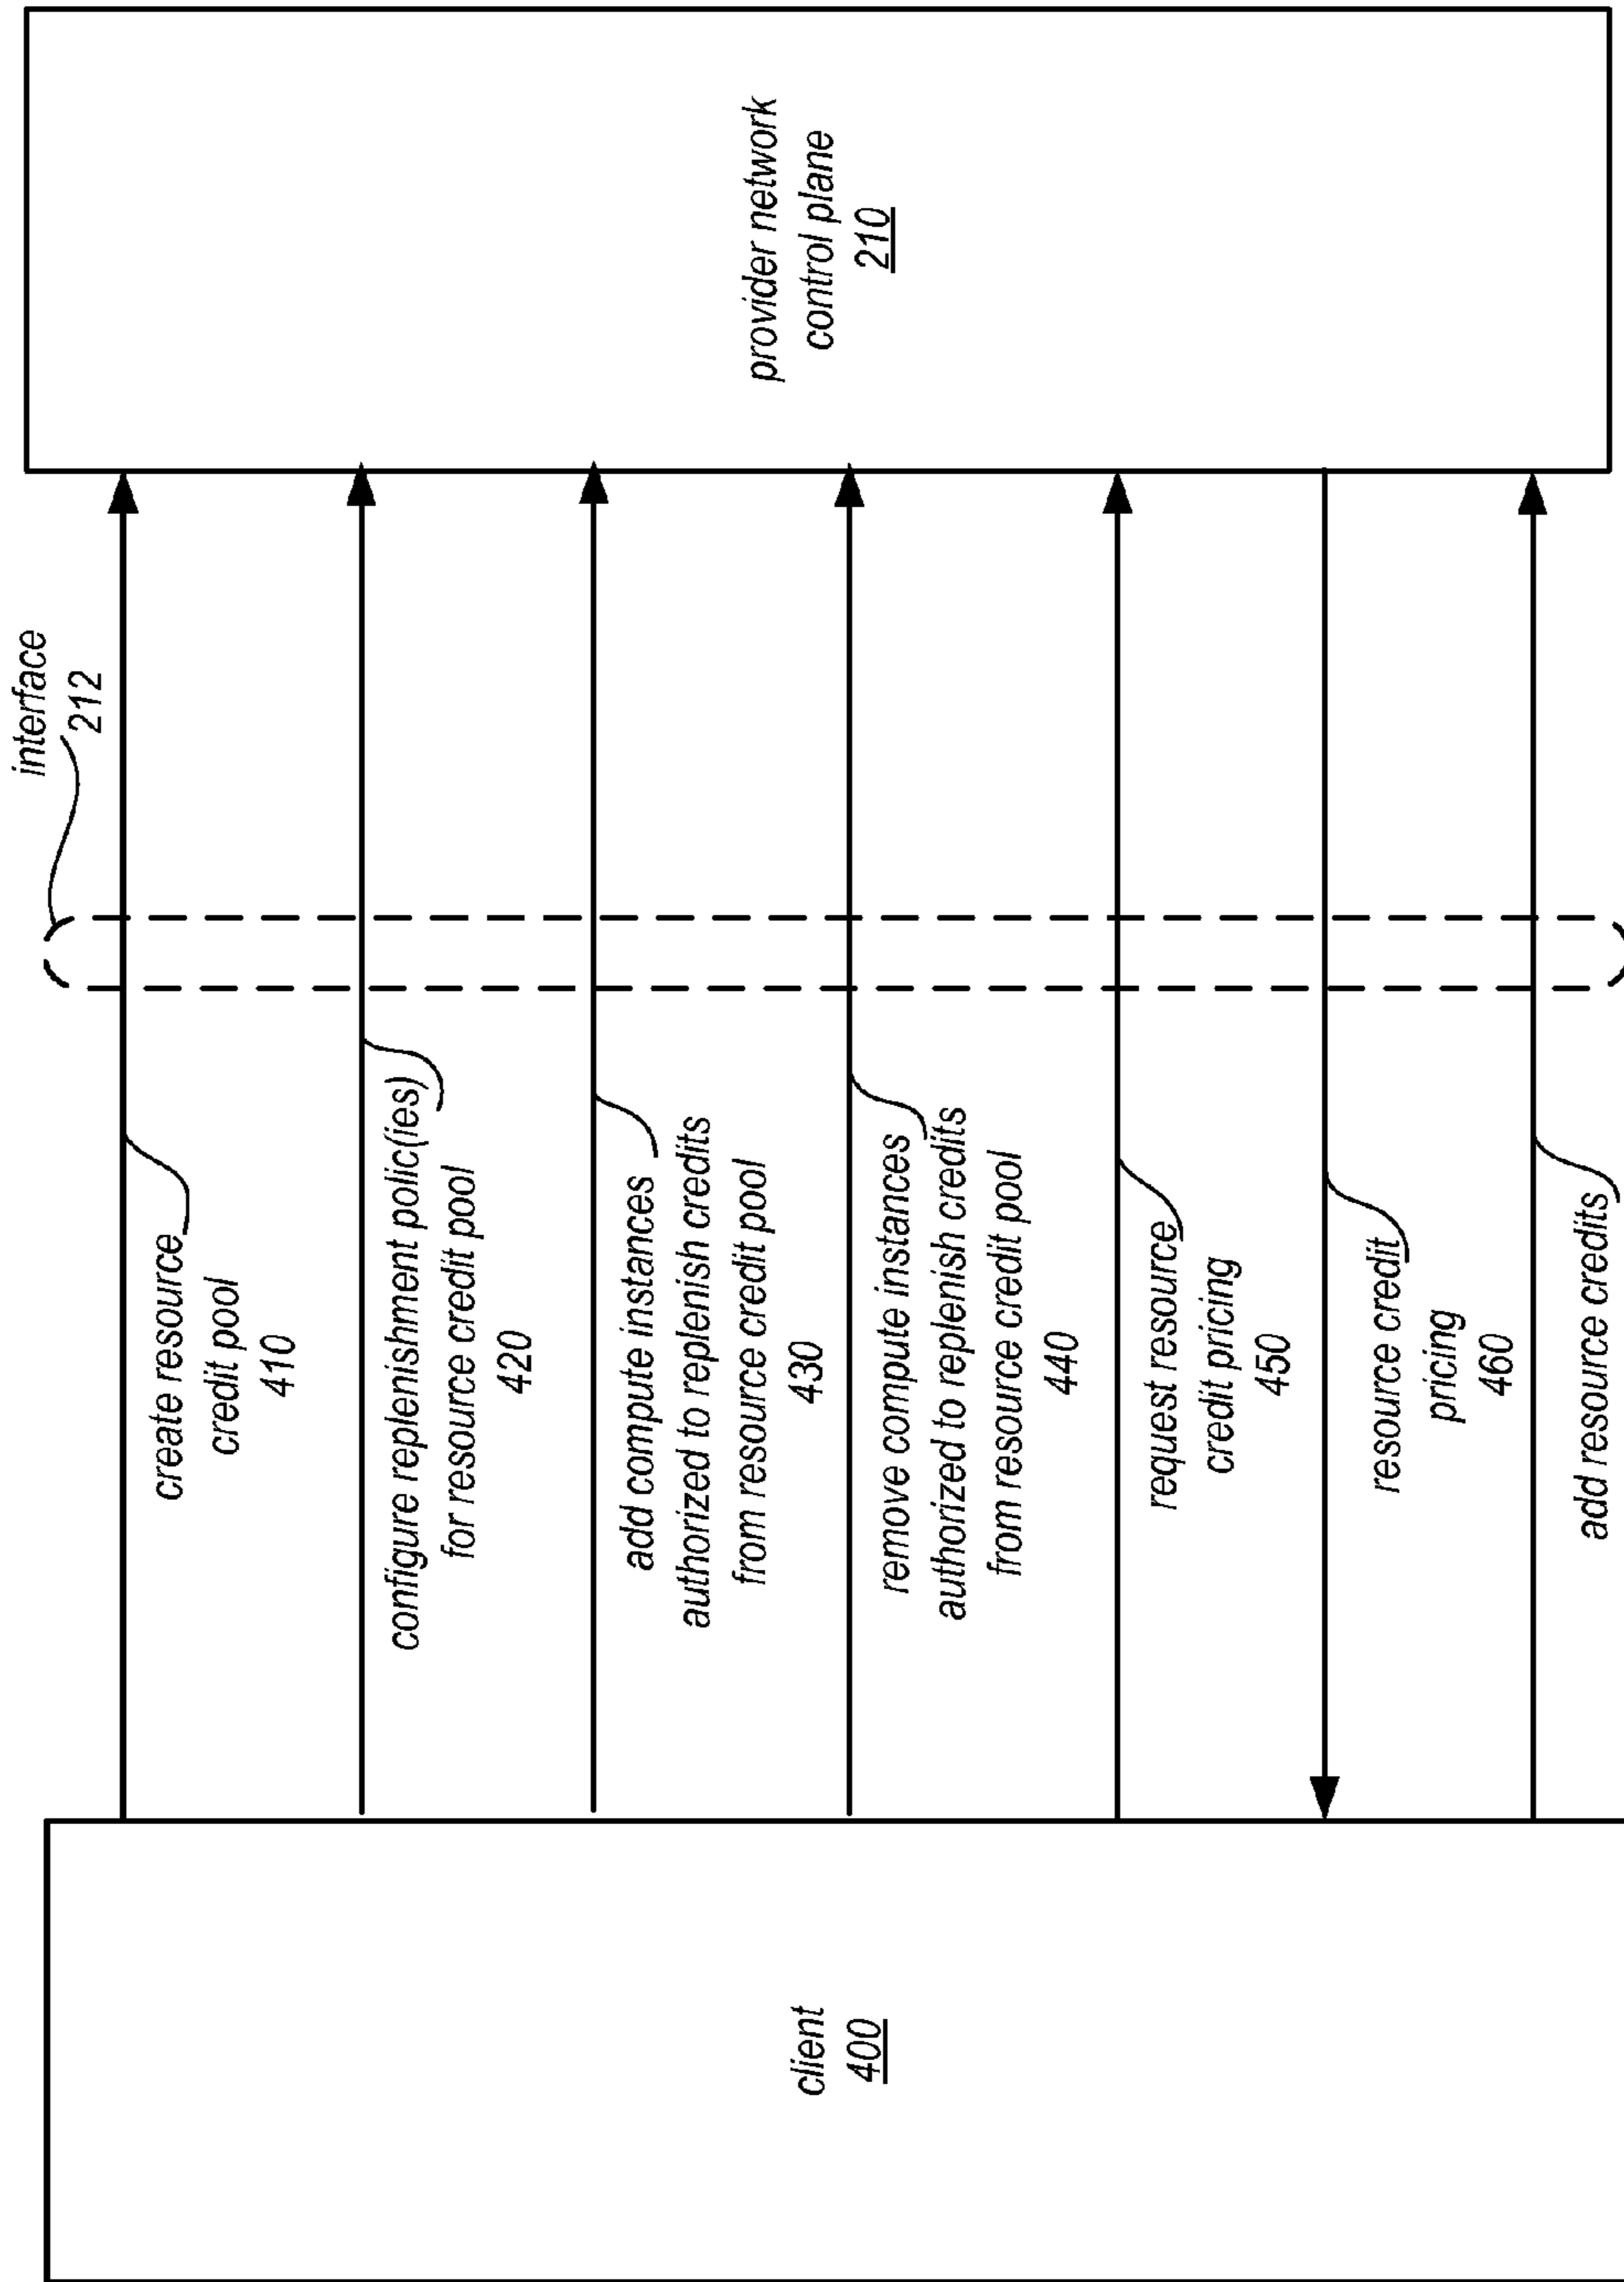 interface
212
create resource
credit pool
410
configure replenishment polic(ies)
for resource credit pool
420
add compute instances
authorized to replenish credits
from resource credit pool
430
remove compute instances
authorized to replenish credits
from resource credit pool
440
request resource
credit pricing
450
resource credit
pricing
460
add resource credits
client
400
provider network
control plane
210